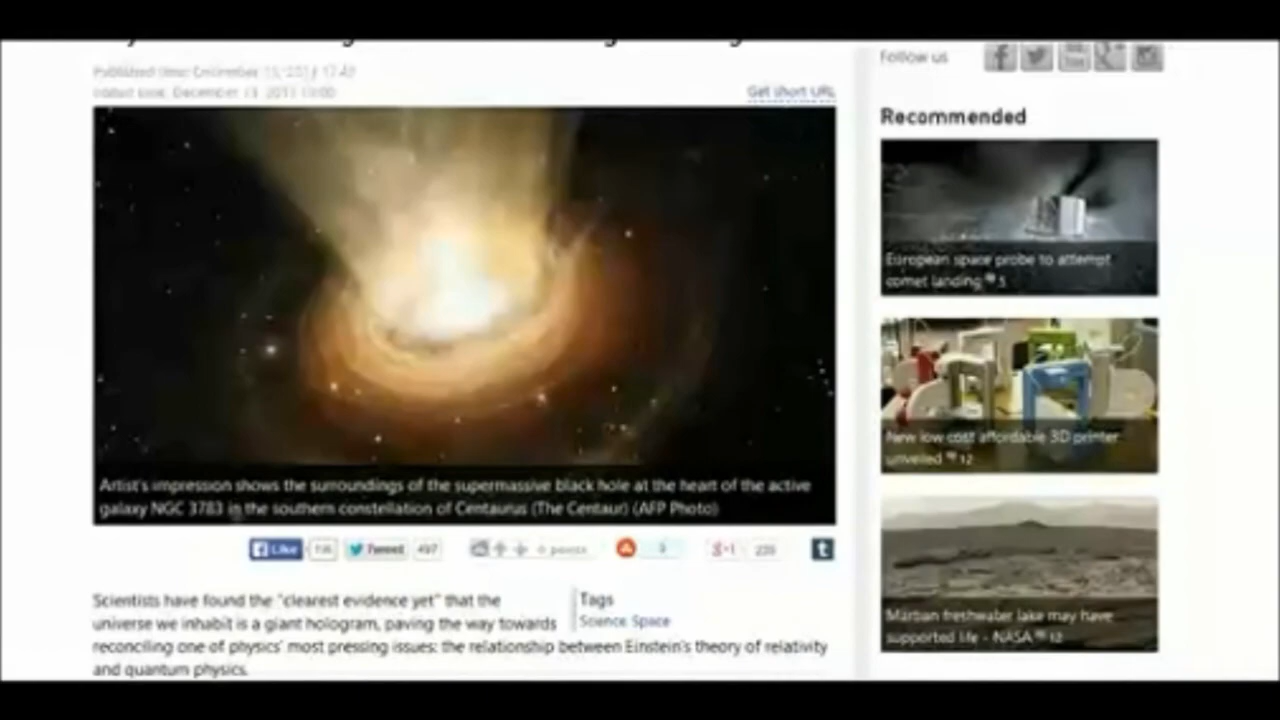 Get short URL
Artist's impression shows the surroundings of the supermassive black hole at the heart of the active
galaxy NGC 3783 in the southern constellation of Centaurus (The Centaur) (AFP Photo)
Like
Tweet 497
0 points
Scientists have found the "clearest evidence yet" that the
universe we inhabit is a giant hologram, paving the way towards
reconciling one of physics' most pressing issues: the relationship between Einstein's theory of relativity
and quantum physics.
Tags
Science Space
Follow us
Recommended
European space probe to attempt
comet landing
New low cost affordable 3D printer
unveiled 12
Martian freshwater lake may have
supported life - NASA 12